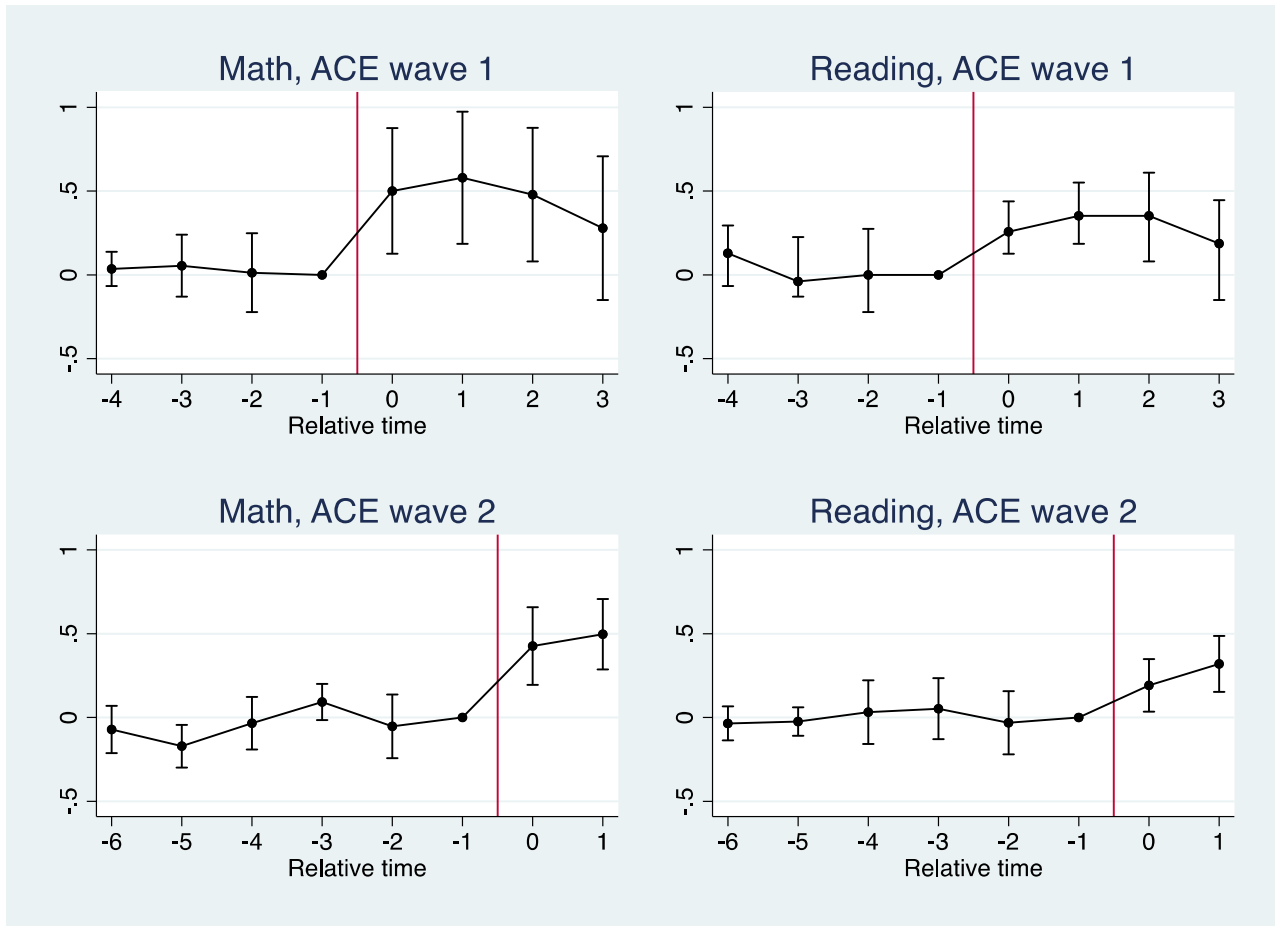 Math, ACE wave 1
1
.5
0
-.5
-4 -3 -2 -1 0 1 2 3
Relative time
Reading, ACE wave 1
1
.5
0
-.5
-4 -3 -2 -1 0 1 2 3
Relative time
Math, ACE wave 2
1
.5
0
-.5
-6 -5 -4 -3 -2 -1 0 1
Relative time
Reading, ACE wave 2
1
.5
0
-.5
-6 -5 -4 -3 -2 -1 0 1
Relative time